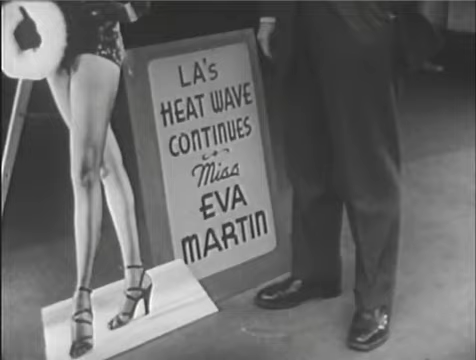 LA's
HEAT WAVE
CONTINUES
Miss
EVA
MARTIN